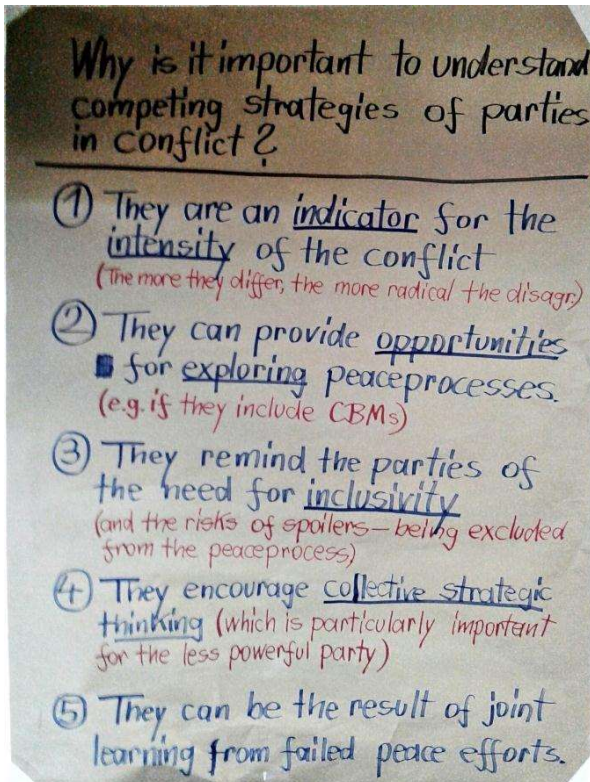 Why is it important to understand
competing strategies of parties
in conflict?
① They are an indicator for the
intensity of the conflict
(The more they differ, the more radical the disagr.)
② They can provide opportunities
for exploring peaceprocesses.
(e.g. if they include CBMs)
③ They remind the parties of
the need for inclusivity
(and the risks of spoilers – being excluded
from the peaceprocess)
④ They encourage collective strategic
thinking (which is particularly important
for the less powerful party)
⑤ They can be the result of joint
learning from failed peace efforts.